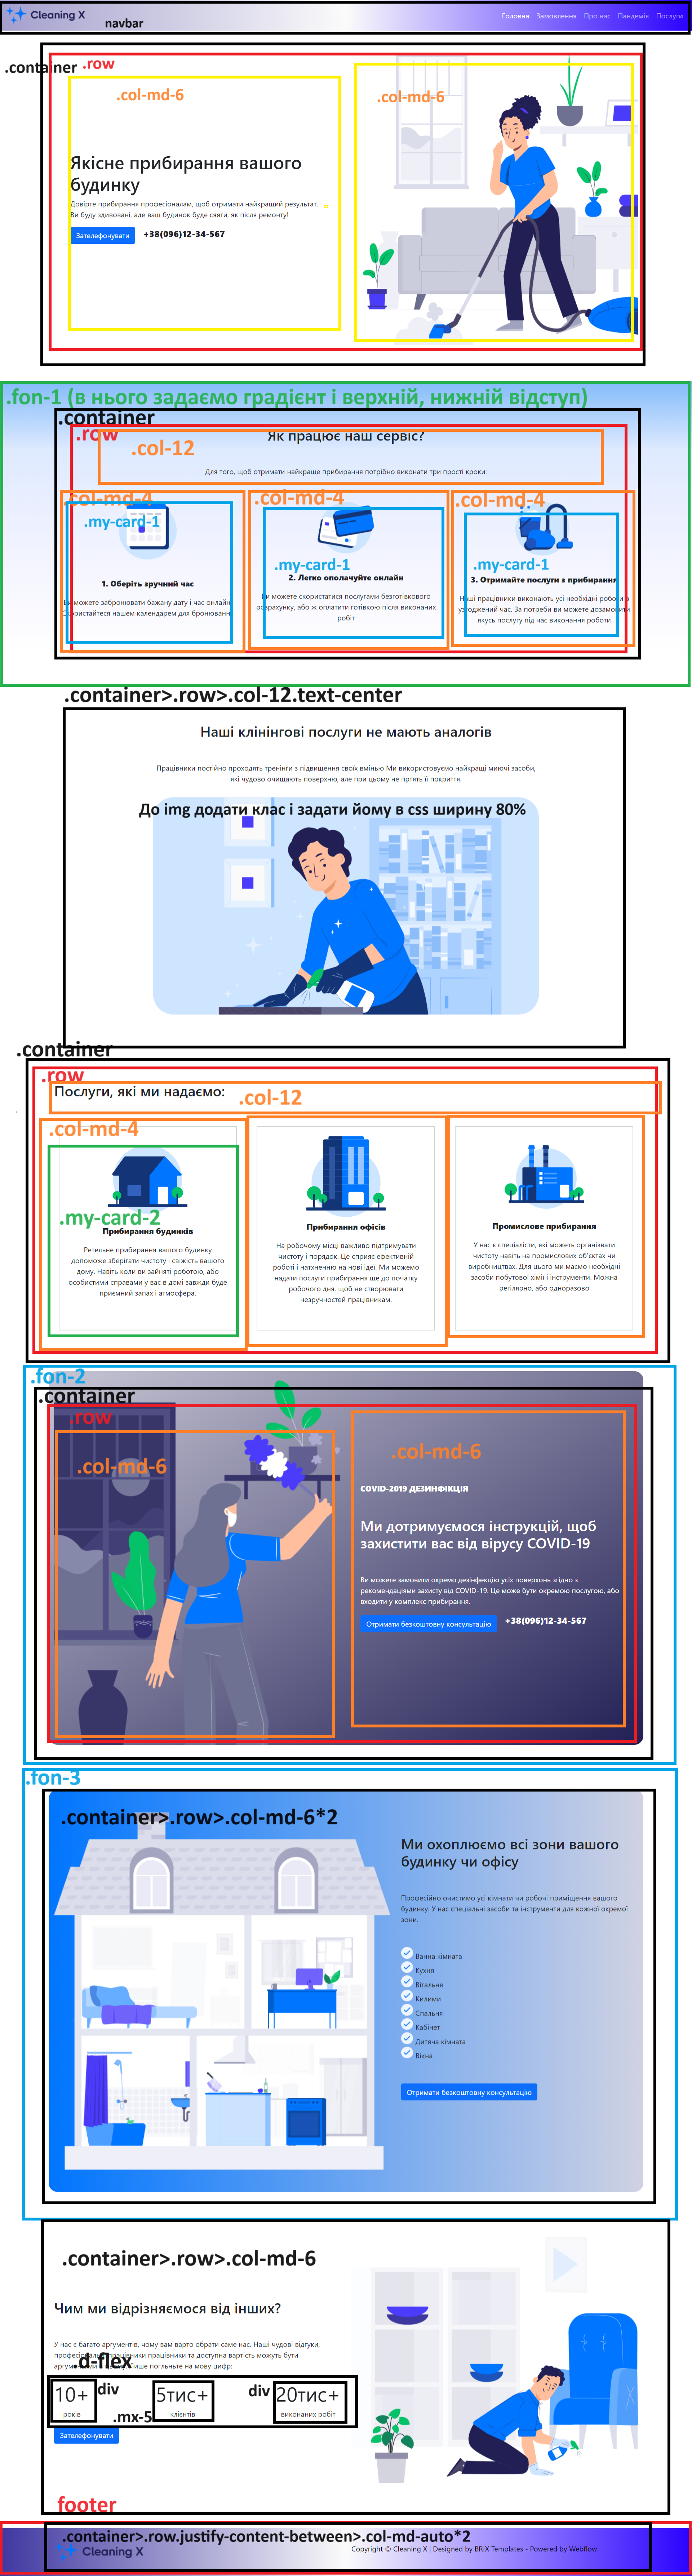 Cleaning X
Головна Замовлення Про нас Пандемія Послуги
navbar
.container
.row
.col-md-6
.col-md-6
Якісне прибирання вашого
будинку
Довірте прибирання професіоналам, щоб отримати найкращий результат.
Ви буду здивовані, аде ваш будинок буде сяяти, як після ремонту!
Зателефонувати +38(096)12-34-567
.fon-1 (в нього задаємо градієнт і верхній, нижній відступ)
.container
.row
Як працює наш сервіс?
.col-12
Для того, щоб отримати найкраще прибирання потрібно виконати три прості кроки:
.col-md-4
.col-md-4
.col-md-4
.my-card-1
.my-card-1
.my-card-1
1. Оберіть зручний час
Ви можете забронювати бажану дату і час онлайн.
Скористайтеся нашем календарем для бронювання
2. Легко ополачуйте онлайн
Ви можете скористатися послугами безготівкового
розрахунку, або ж оплатити готівкою після виконаних
робіт
3. Отримайте послуги з прибирання
Наші працівники виконають усі необхідні роботи в
узгоджений час. За потреби ви можете дозамовити
якусь послугу під час виконання роботи
.container>.row>.col-12.text-center
Наші клінінгові послуги не мають аналогів
Працівники постійно проходять тренінги з підвищення своїх вмінью Ми використовуємо найкращі миючі засоби,
які чудово очищають поверхню, але при цьому не пртять її покриття.
До img додати клас і задати йому в css ширину 80%
.container
.row
Послуги, які ми надаємо:
.col-12
.col-md-4
.my-card-2
Прибирання будинків
Ретельне прибирання вашого будинку
допоможе зберігати чистоту і свіжість вашого
дому. Навіть коли ви зайняті роботою, або
особистими справами у вас в домі завжди буде
приємний запах і атмосфера.
Прибирання офісів
На робочому місці важливо підтримувати
чистоту і порядок. Це сприяє ефективній
роботі і натхненню на нові ідеї. Ми можемо
надати послуги прибирання ще до початку
робочого дня, щоб не створювати
незручностей працівникам.
Промислове прибирання
У нас є спеціалісти, які можеть організвати
чистоту навіть на промислових об'єктах чи
виробництвах. Для цього ми маємо необхідні
засоби побутової хімії і інструменти. Можна
регілярно, або одноразово
.fon-2
.container
.row
.col-md-6
.col-md-6
COVID-2019 ДЕЗИНФІКЦІЯ
Ми дотримуємося інструкцій, щоб
захистити вас від вірусу COVID-19
Ви можете замовити окремо дезінфекцію усіх поверхонь згідно з
рекомендаціями захисту від COVID-19. Це може бути окремою послугою, або
входити у комплекс прибирання.
Отримати безкоштовну консультацію +38(096)12-34-567
.fon-3
.container>.row>.col-md-6*2
Ми охоплюємо всі зони вашого
будинку чи офісу
Професійно очистимо усі кімнати чи робочі приміщення вашого
будинку. У нас спеціальні засоби та інструменти для кожної окремої
зони.
Ванна кімната
Кухня
Вітальня
Килими
Спальня
Кабінет
Дитяча кімната
Вікна
Отримати безкоштовну консультацію
.container>.row>.col-md-6
Чим ми відрізняємося від інших?
У нас є багато аргументів, чому вам варто обрати саме нас. Наші чудові відгуки,
працівники працівники та доступна вартість можуть бути
лише погльньте на мову цифр:
.d-flex
10+
років
div
.mx-5
5тис+
клієнтів
div
20тис+
виконаних робіт
Зателефонувати
footer
.container>.row.justify-content-between>.col-md-auto*2
Cleaning X
Copyright © Cleaning X | Designed by BRIX Templates - Powered by Webflow